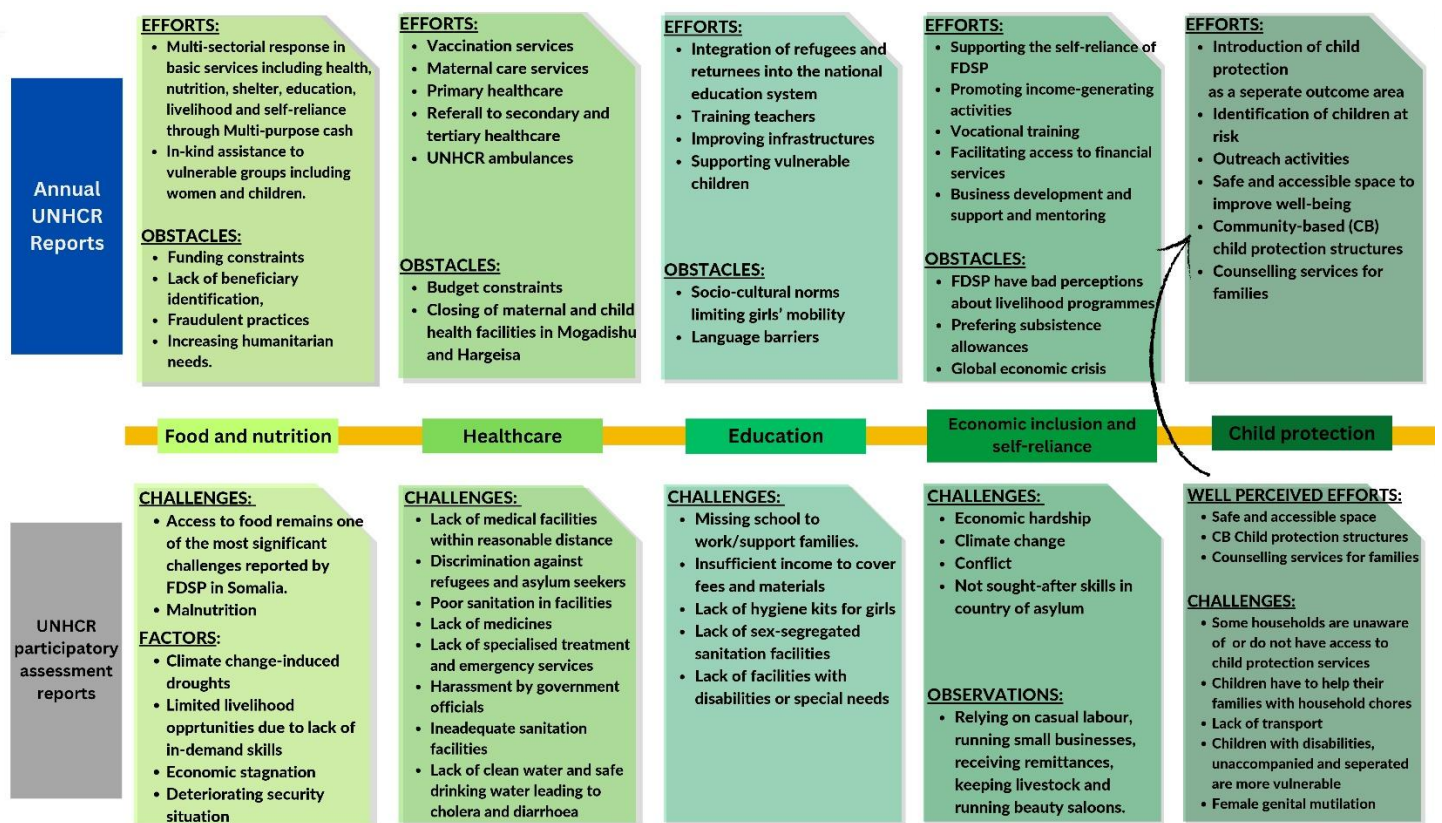 Annual
UNHCR
Reports
EFFORTS:
• Multi-sectorial response in
basic services including health,
nutrition, shelter, education,
livelihood and self-reliance
through Multi-purpose cash
• In-kind assistance to
vulnerable groups including
women and children.
OBSTACLES:
• Funding constraints
• Lack of beneficiary
identification,
• Fraudulent practices
• Increasing humanitarian
needs.
EFFORTS:
• Vaccination services
• Maternal care services
• Primary healthcare
• Referall to secondary and
tertiary healthcare
• UNHCR ambulances
OBSTACLES:
• Budget constraints
• Closing of maternal and child
health facilities in Mogadishu
and Hargeisa
EFFORTS:
• Integration of refugees and
returnees into the national
education system
• Training teachers
• Improving infrastructures
• Supporting vulnerable
children
OBSTACLES:
• Socio-cultural norms
limiting girls' mobility
• Language barriers
EFFORTS:
• Supporting the self-reliance of
FDSP
• Promoting income-generating
activities
• Vocational training
• Facilitating access to financial
services
• Business development and
support and mentoring
OBSTACLES:
• FDSP have bad perceptions
about livelihood programmes
• Prefering subsistence
allowances
• Global economic crisis
EFFORTS:
• Introduction of child
protection
as a seperate outcome area
• Identification of children at
risk
• Outreach activities
• Safe and accessible space to
improve well-being
• Community-based (CB)
child protection structures
• Counselling services for
families
Food and nutrition
Healthcare
Education
Economic inclusion and
self-reliance
Child protection
UNHCR
participatory
assessment
reports
CHALLENGES:
• Access to food remains one
of the most significant
challenges reported by
FDSP in Somalia.
• Malnutrition
FACTORS:
• Climate change-induced
droughts
• Limited livelihood
opprtunities due to lack of
in-demand skills
• Economic stagnation
• Deteriorating security
situation
CHALLENGES:
• Lack of medical facilities
within reasonable distance
• Discrimination against
refugees and asylum seekers
• Poor sanitation in facilities
• Lack of medicines
• Lack of specialised treatment
and emergency services
• Harassment by government
officials
• Ineadequate sanitation
facilities
• Lack of clean water and safe
drinking water leading to
cholera and diarrhoea
CHALLENGES:
• Missing school to
work/support families.
• Insufficient income to cover
fees and materials
• Lack of hygiene kits for girls
• Lack of sex-segregated
sanitation facilities
• Lack of facilities with
disabilities or special needs
CHALLENGES:
• Economic hardship
• Climate change
• Conflict
• Not sought-after skills in
country of asylum
OBSERVATIONS:
• Relying on casual labour,
running small businesses,
receiving remittances,
keeping livestock and
running beauty saloons.
WELL PERCEIVED EFFORTS:
• Safe and accessible space
• CB Child protection structures
• Counselling services for families
CHALLENGES:
• Some households are unaware
of or do not have access to
child protection services
• Children have to help their
families with household chores
• Lack of transport
• Children with disabilities,
unaccompanied and seperated
are more vulnerable
• Female genital mutilation